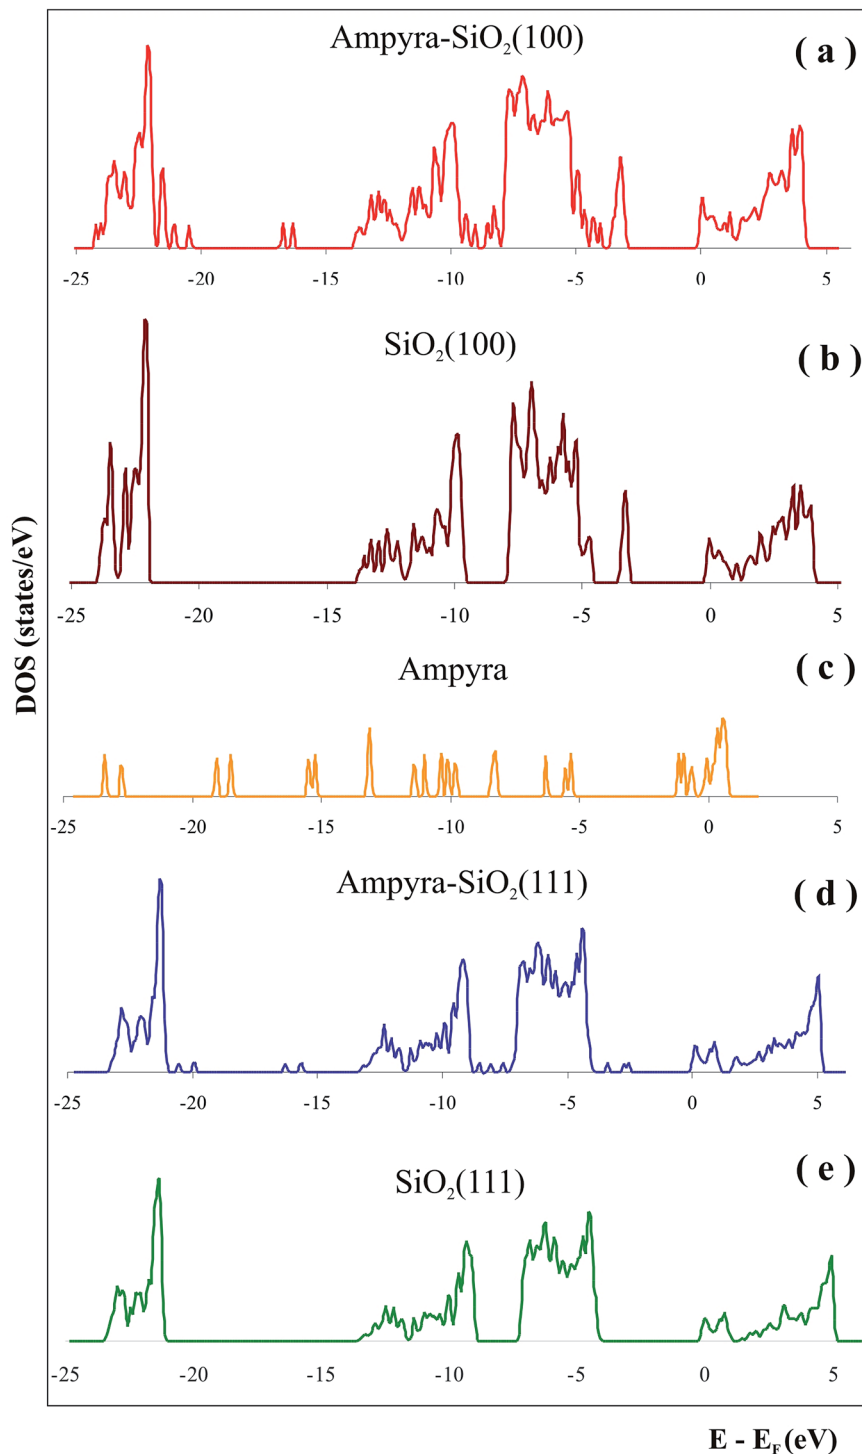 Ampyra-SiO₂(100)
( a )
-25 -20 -15 -10 -5 0 5
SiO₂(100)
( b )
-25 -20 -15 -10 -5 0 5
DOS (states/eV)
Ampyra
( c )
-25 -20 -15 -10 -5 0 5
Ampyra-SiO₂(111)
( d )
-25 -20 -15 -10 -5 0 5
SiO₂(111)
( e )
-25 -20 -15 -10 -5 0 5
E - E_F (eV)